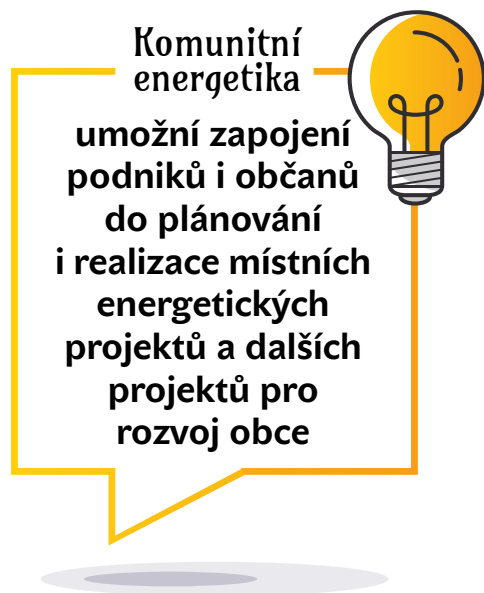 Komunitní
energetika
umožní zapojení
podniků i občanů
do plánování
i realizace místních
energetických
projektů a dalších
projektů pro
rozvoj obce